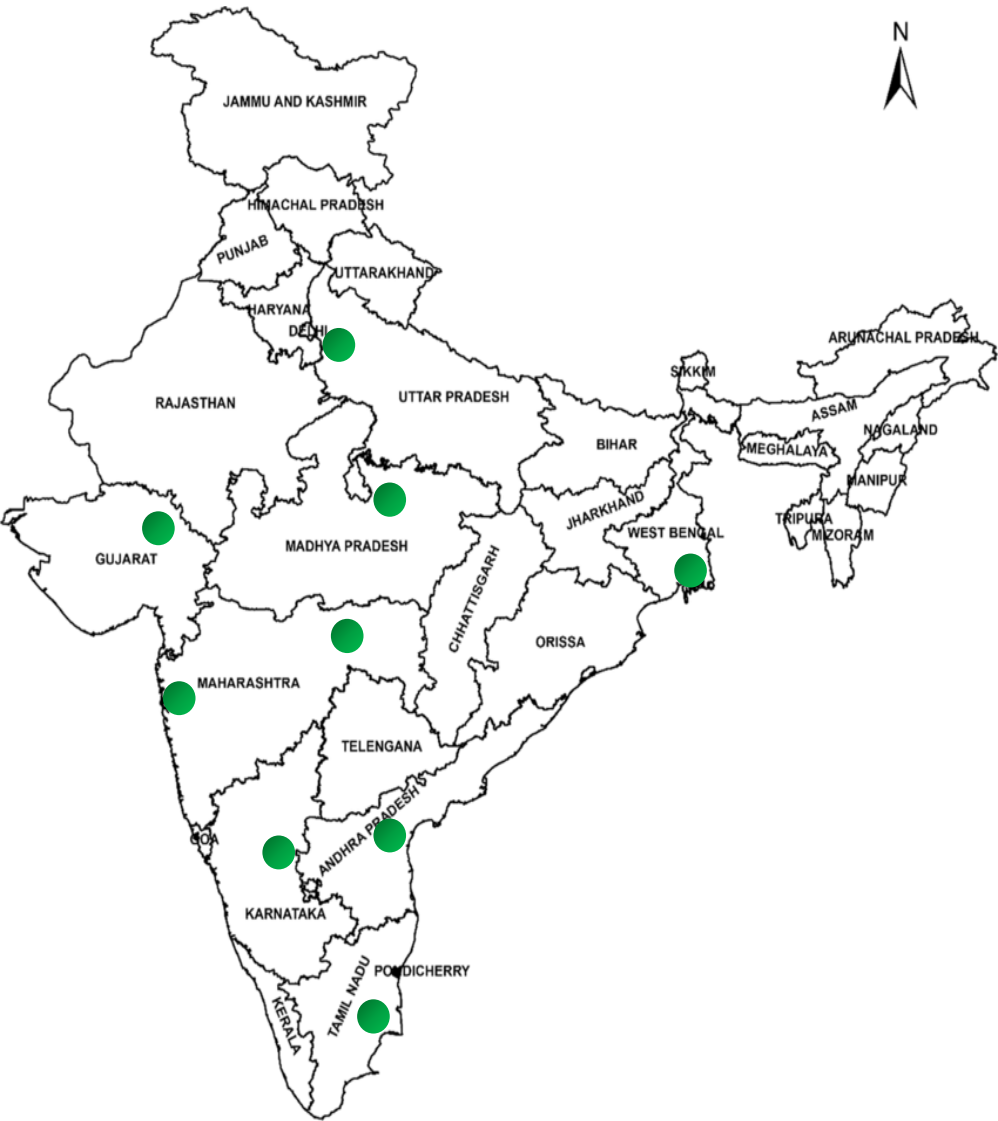 N
JAMMU AND KASHMIR
HIMACHAL PRADESH
PUNJAB
UTTARAKHAND
HARYANA
DELHI
ARUNACHAL PRADESH
SIKKIM
RAJASTHAN
UTTAR PRADESH
ASSAM
NAGALAND
BIHAR
MEGHALAYA
MANIPUR
JHARKHAND
TRIPURA
WEST BENGAL
MIZORAM
GUJARAT
MADHYA PRADESH
CHHATTISGARH
ORISSA
MAHARASHTRA
TELENGANA
ANDHRA PRADESH
GOA
KARNATAKA
PONDICHERRY
TAMIL NADU
KERALA